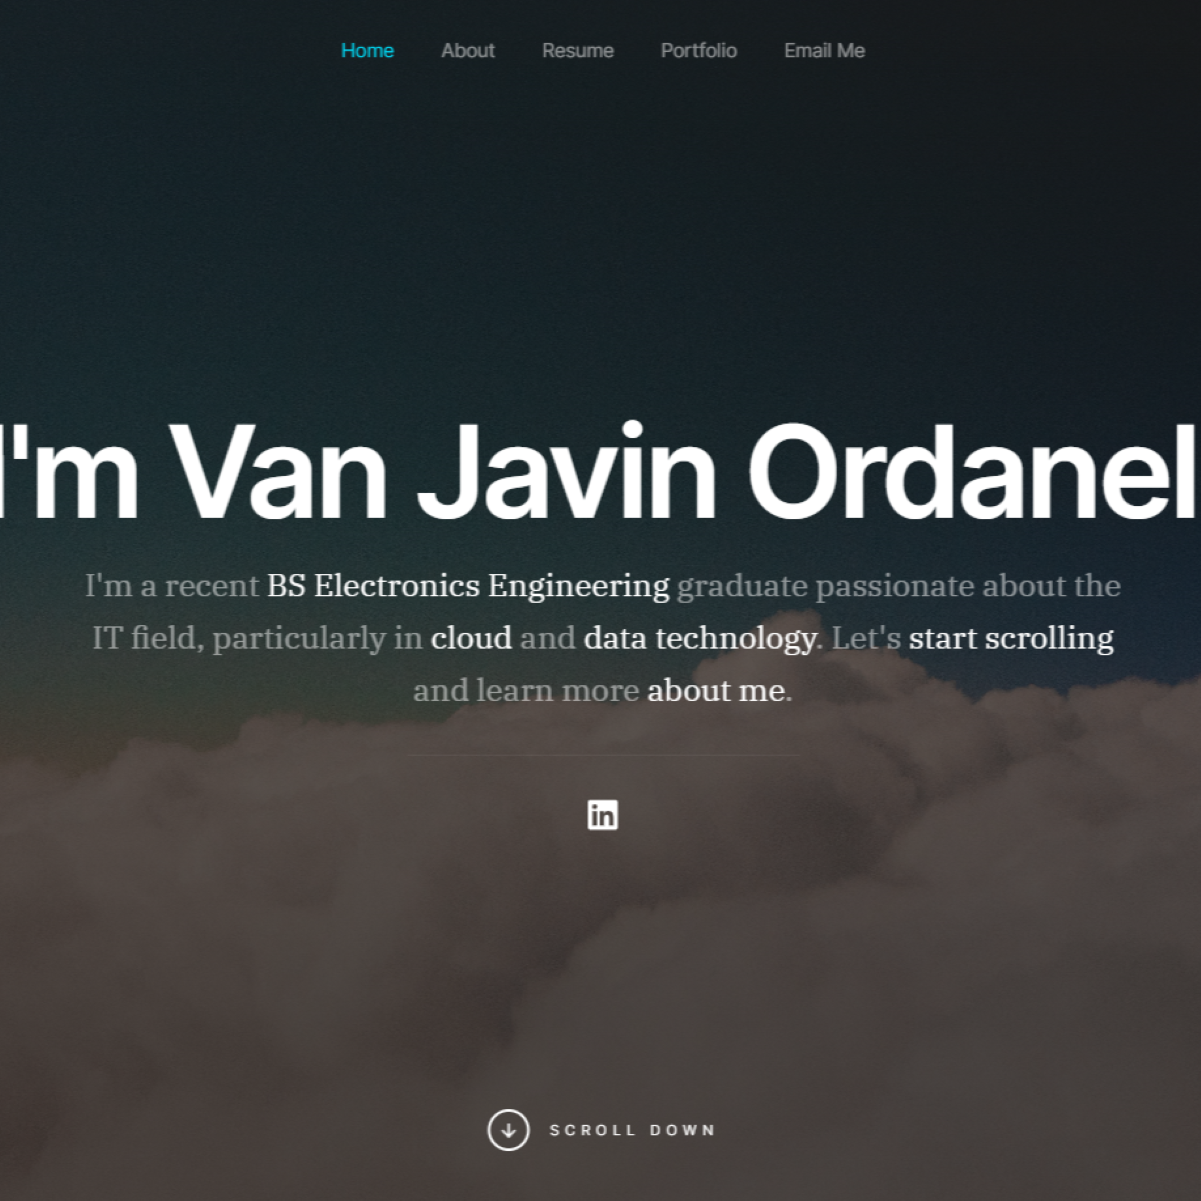 Home About Resume Portfolio Email Me
I'm Van Javin Ordanel
I'm a recent BS Electronics Engineering graduate passionate about the
IT field, particularly in cloud and data technology. Let's start scrolling
and learn more about me.
in
SCROLL DOWN